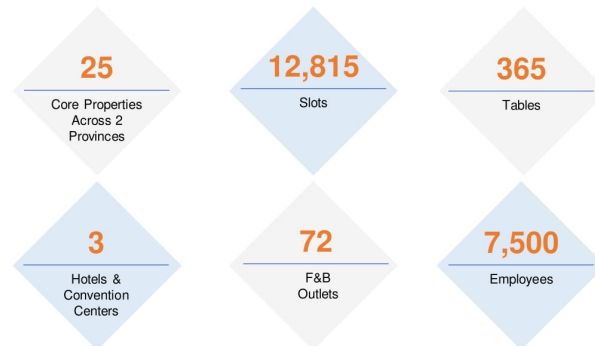 25
Core Properties
Across 2
Provinces
12,815
Slots
365
Tables
3
Hotels &
Convention
Centers
72
F&B
Outlets
7,500
Employees